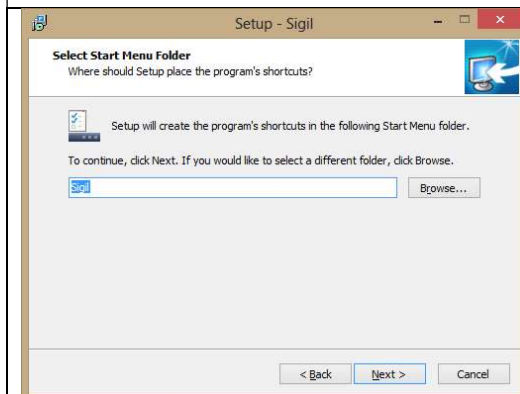 Setup - Sigil
Select Start Menu Folder
Where should Setup place the program's shortcuts?
Setup will create the program's shortcuts in the following Start Menu folder.
To continue, click Next. If you would like to select a different folder, click Browse.
Sigil
Browse...
< Back
Next >
Cancel